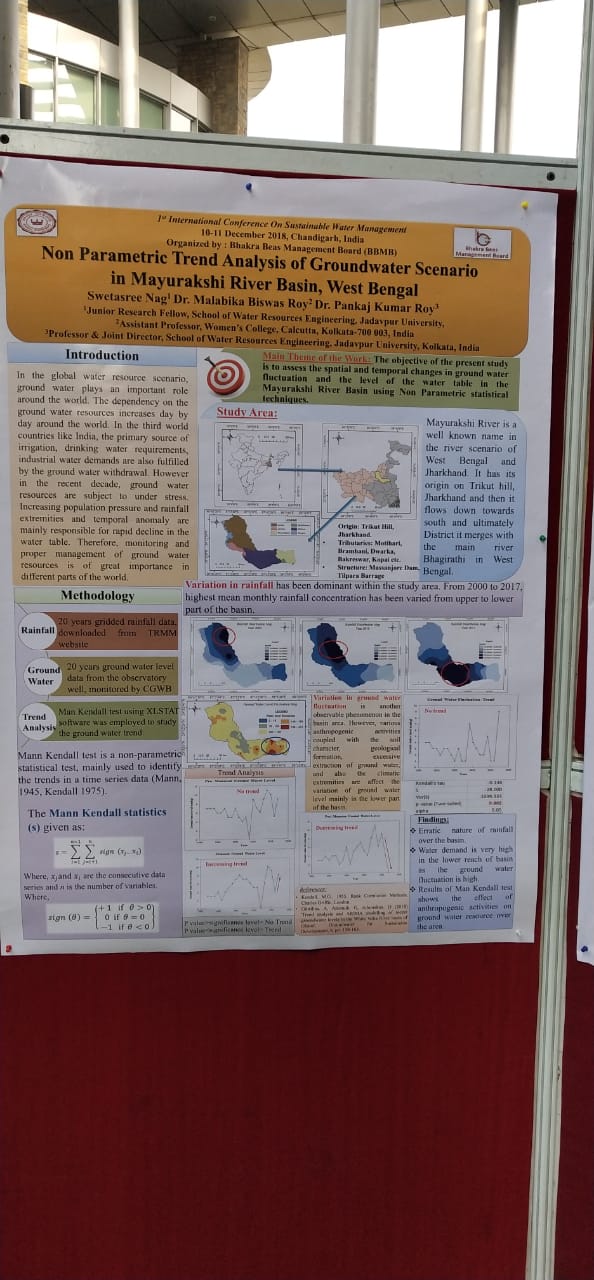 1st International Conference On Sustainable Water Management
10-11 December 2018, Chandigarh, India
Organized by : Bhakra Beas Management Board (BBMB)
Bhakra Beas
Management Board
Non Parametric Trend Analysis of Groundwater Scenario
in Mayurakshi River Basin, West Bengal
Swetasree Nag1 Dr. Malabika Biswas Roy2 Dr. Pankaj Kumar Roy3
1Junior Research Fellow, School of Water Resources Engineering, Jadavpur University,
2Assistant Professor, Women's College, Calcutta, Kolkata-700 003, India
3Professor & Joint Director, School of Water Resources Engineering, Jadavpur University, Kolkata, India
Introduction
In the global water resource scenario,
ground water plays an important role
around the world. The dependency on the
ground water resources increases day by
day around the world. In the third world
countries like India, the primary source of
irrigation, drinking water requirements,
industrial water demands are also fulfilled
by the ground water withdrawal. However
in the recent decade, ground water
resources are subject to under stress.
Increasing population pressure and rainfall
extremities and temporal anomaly are
mainly responsible for rapid decline in the
water table. Therefore, monitoring and
proper management of ground water
resources is of great importance in
different parts of the world.
Main Theme of the Work: The objective of the present study
is to assess the spatial and temporal changes in ground water
fluctuation and the level of the water table in the
Mayurakshi River Basin using Non Parametric statistical
techniques.
Study Area:
Origin: Trikut Hill,
Jharkhand.
Tributaries: Motihari,
Bramhani, Dwarka,
Bakreswar, Kopai etc.
Structure: Massanjore Dam,
Tilpara Barrage
Mayurakshi River is a
well known name in
the river scenario of
West Bengal and
Jharkhand. It has its
origin on Trikut hill,
Jharkhand and then it
flows down towards
south and ultimately
District it merges with
the main river
Bhagirathi in West
Bengal.
Methodology
Rainfall
20 years gridded rainfall data,
downloaded from TRMM
website
Ground
Water
20 years ground water level
data from the observatory
well, monitored by CGWB
Trend
Analysis
Man Kendall test using XLSTAT
software was employed to study
the ground water trend
Mann Kendall test is a non-parametric
statistical test, mainly used to identify
the trends in a time series data (Mann,
1945, Kendall 1975).
The Mann Kendall statistics
(s) given as:
s = ∑ ∑ sign (xj - xi)
Where, xj and xi are the consecutive data
series and n is the number of variables.
Where,
sign (θ) = { +1 if θ > 0
0 if θ = 0
-1 if θ < 0 }
Variation in rainfall has been dominant within the study area. From 2000 to 2017,
highest mean monthly rainfall concentration has been varied from upper to lower
part of the basin.
Variation in ground water
fluctuation is another
observable phenomenon in the
basin area. However, various
anthropogenic activities
coupled with the soil
character, geological
formation, excessive
extraction of ground water,
and also the climatic
extremities are affect the
variation of ground water
level mainly in the lower part
of the basin.
Trend Analysis
No trend
Increasing trend
Decreasing trend
Ground Water Fluctuation Trend
No trend
P value>significance level= No Trend
P value<significance level= Trend
Kendall's tau
S
Var(S)
p-value (Two-tailed)
alpha
Findings:
Erratic nature of rainfall
over the basin.
Water demand is very high
in the lower reach of basin
as the ground water
fluctuation is high.
Results of Man Kendall test
shows the effect of
anthropogenic activities on
ground water resource over
the area.